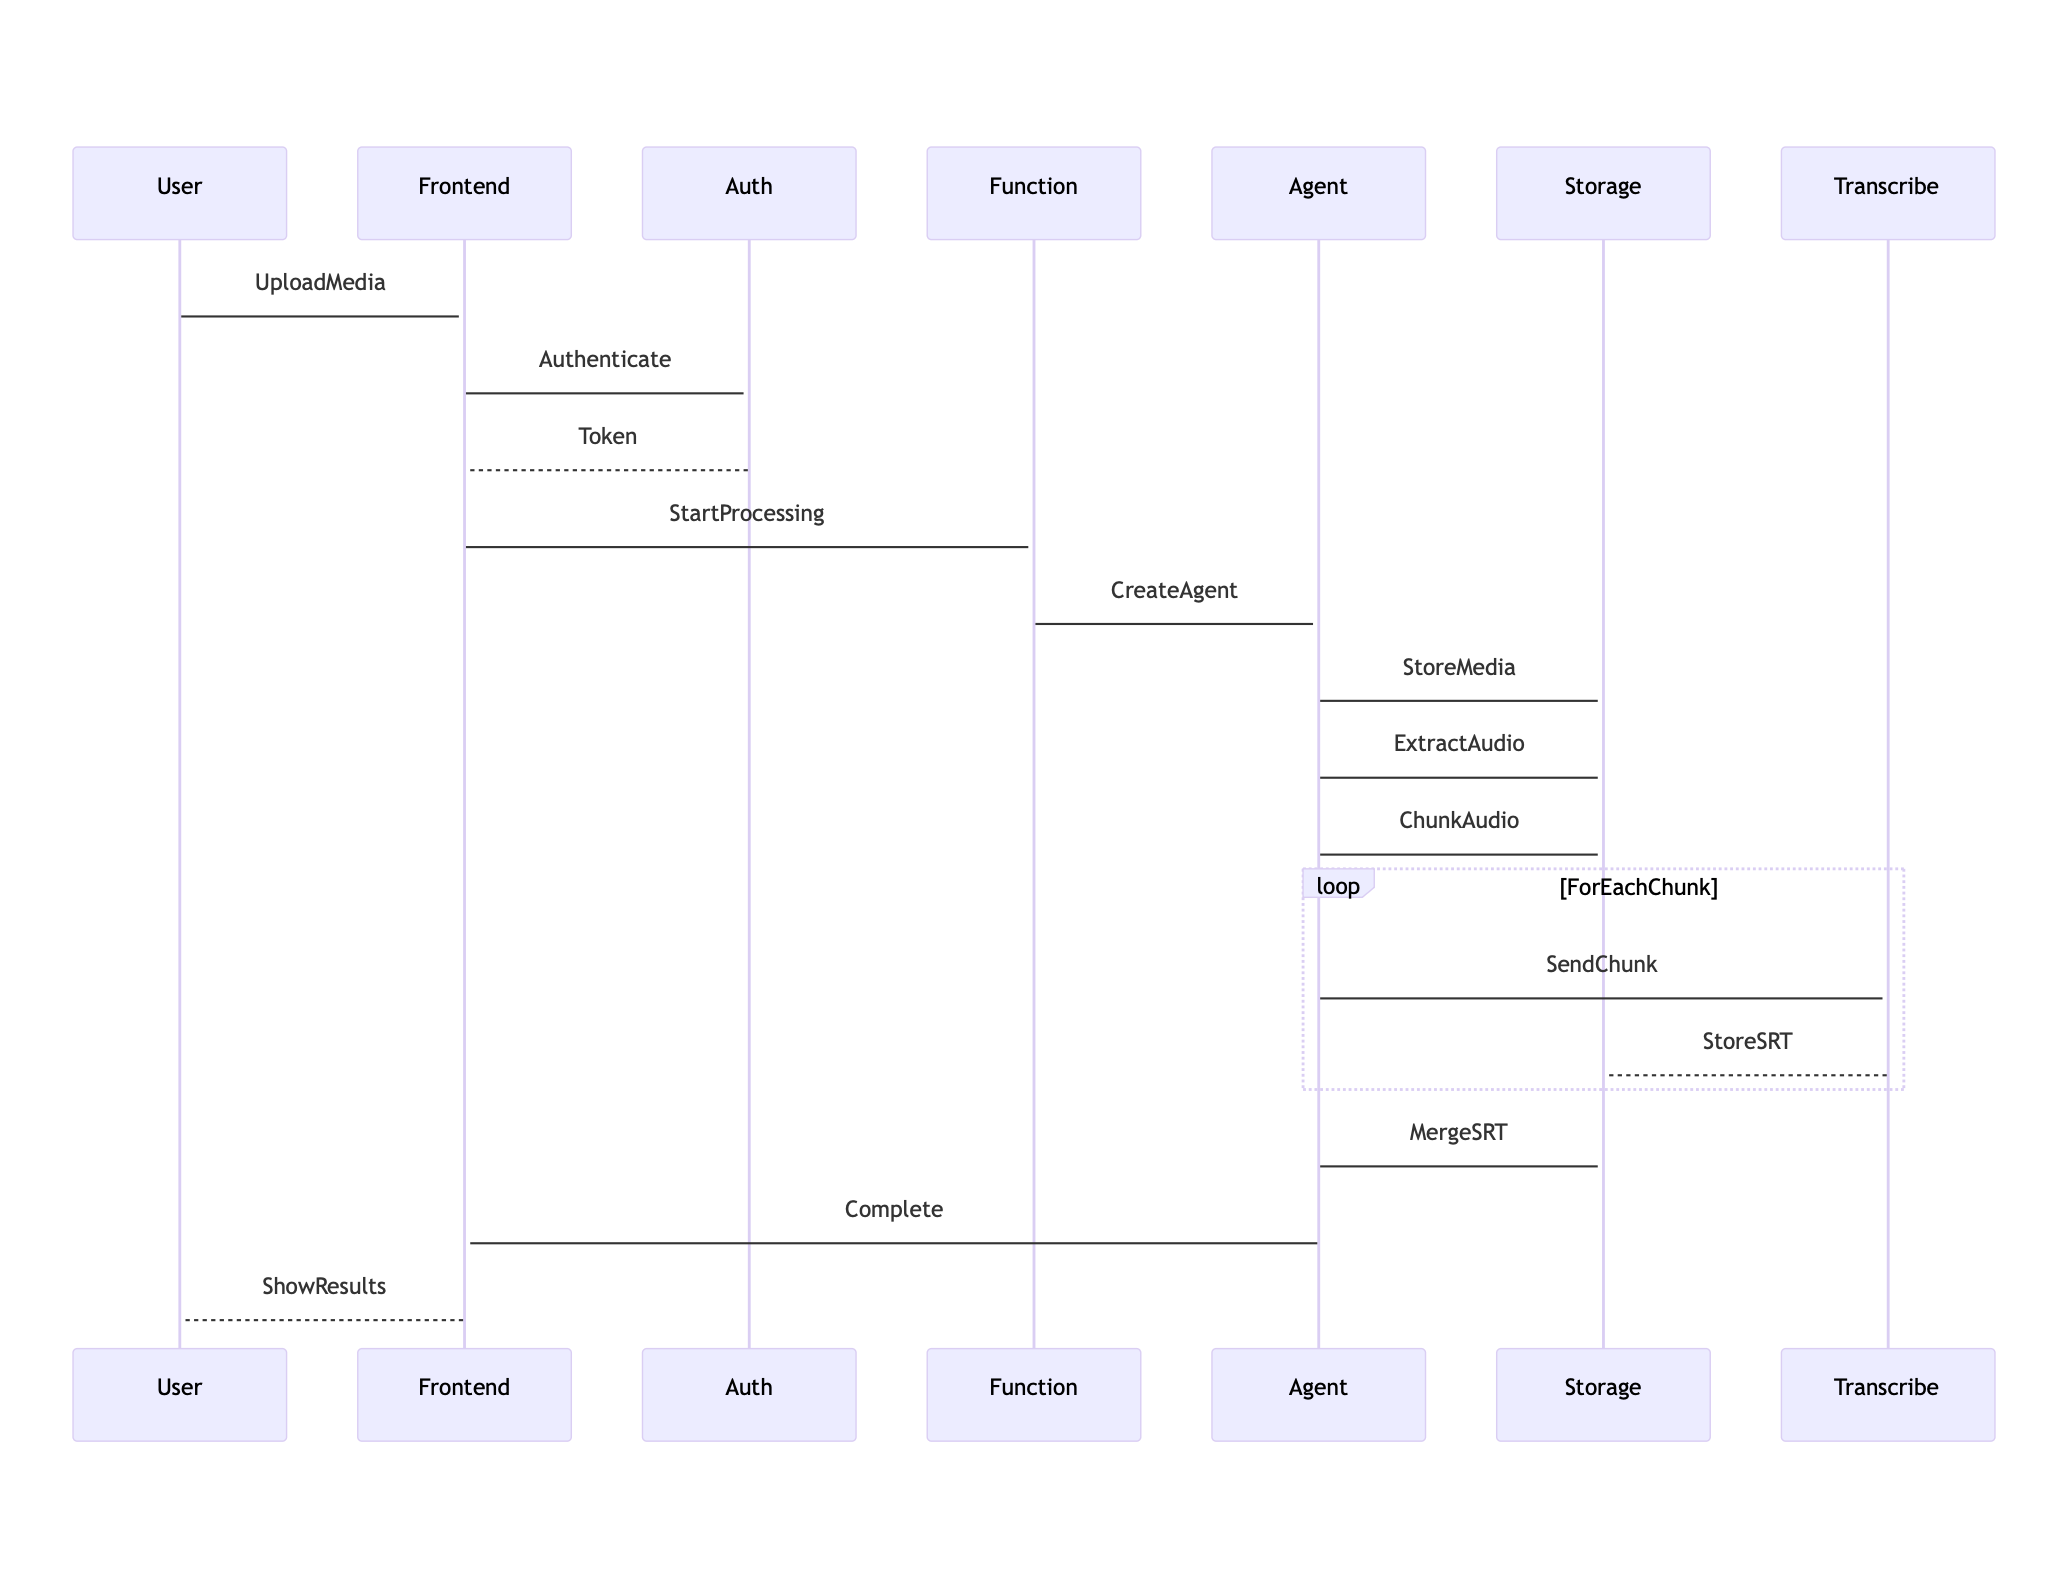 User
Frontend
Auth
Function
Agent
Storage
Transcribe
UploadMedia
Authenticate
Token
StartProcessing
CreateAgent
StoreMedia
ExtractAudio
ChunkAudio
loop
[ForEachChunk]
SendChunk
StoreSRT
MergeSRT
Complete
ShowResults
User
Frontend
Auth
Function
Agent
Storage
Transcribe